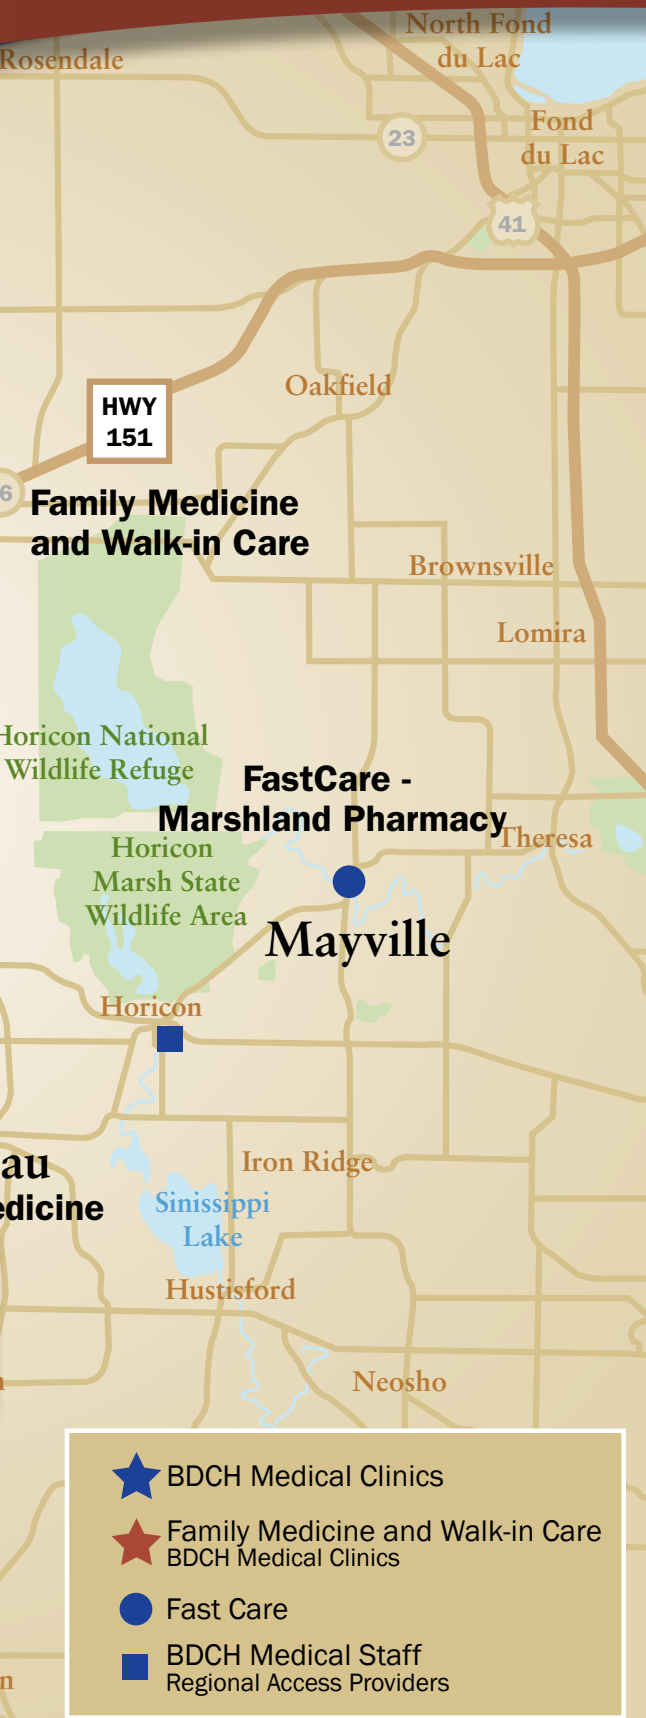 North Fond
du Lac
Rosendale
Fond
du Lac
23
41
Oakfield
HWY
151
6
Family Medicine
and Walk-in Care
Brownsville
Lomira
Horicon National
Wildlife Refuge
FastCare -
Marshland Pharmacy
Theresa
Horicon
Marsh State
Wildlife Area
Mayville
Horicon
au
edicine
Iron Ridge
Sinissippi
Lake
Hustisford
Neosho
BDCH Medical Clinics
Family Medicine and Walk-in Care
BDCH Medical Clinics
Fast Care
BDCH Medical Staff
Regional Access Providers
n